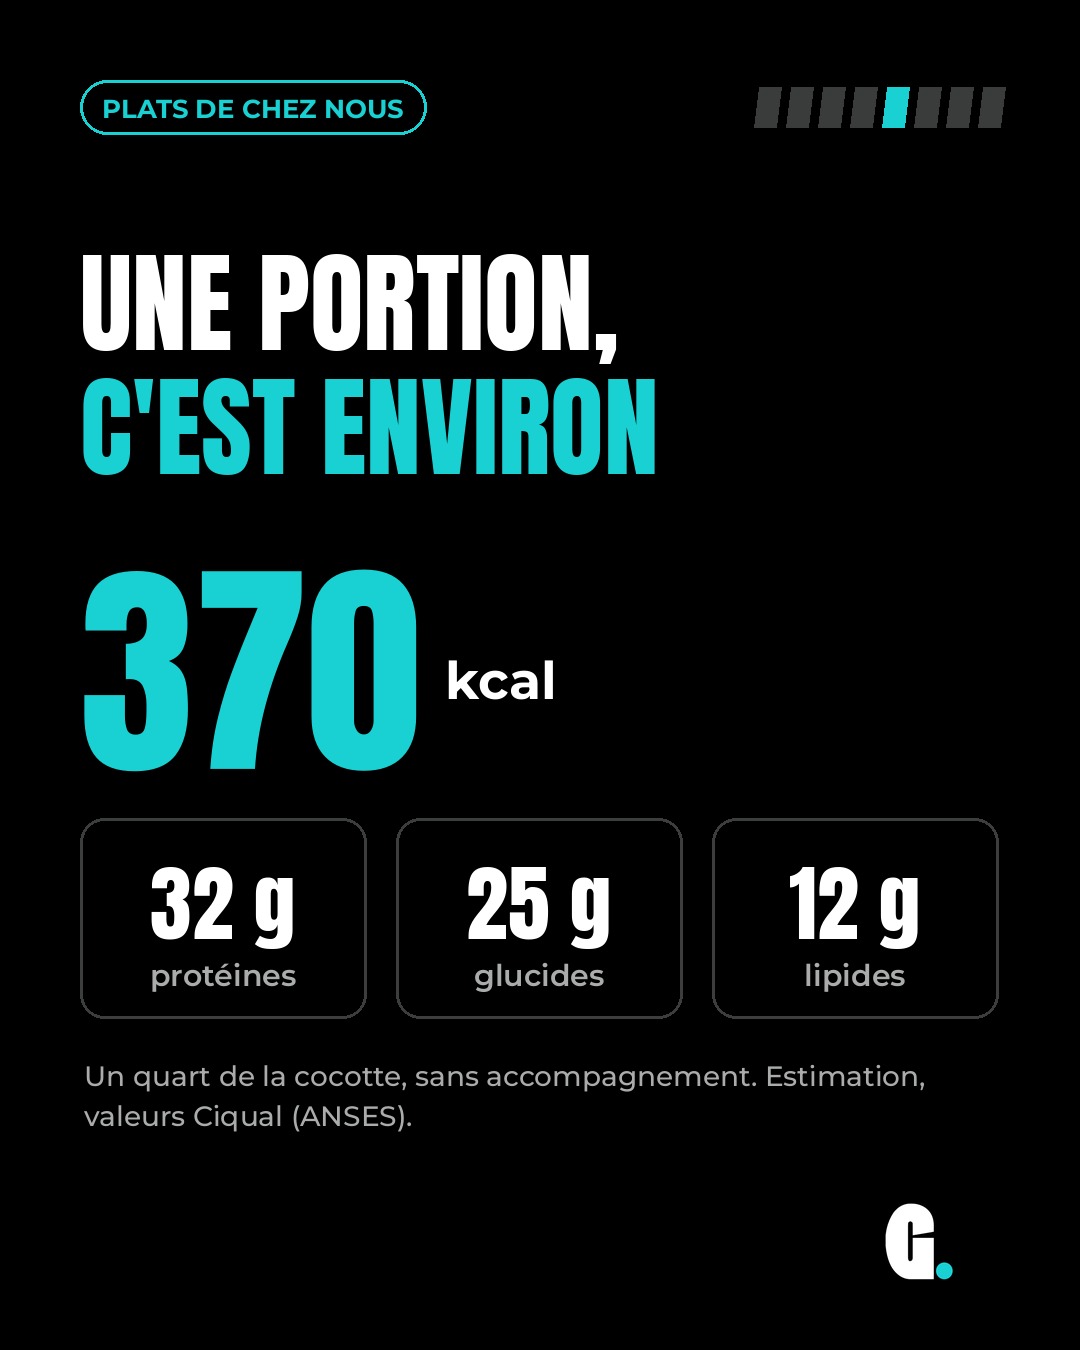 PLATS DE CHEZ NOUS
UNE PORTION,
C'EST ENVIRON
370 kcal
32 g
protéines
25 g
glucides
12 g
lipides
Un quart de la cocotte, sans accompagnement. Estimation,
valeurs Ciqual (ANSES).
G.